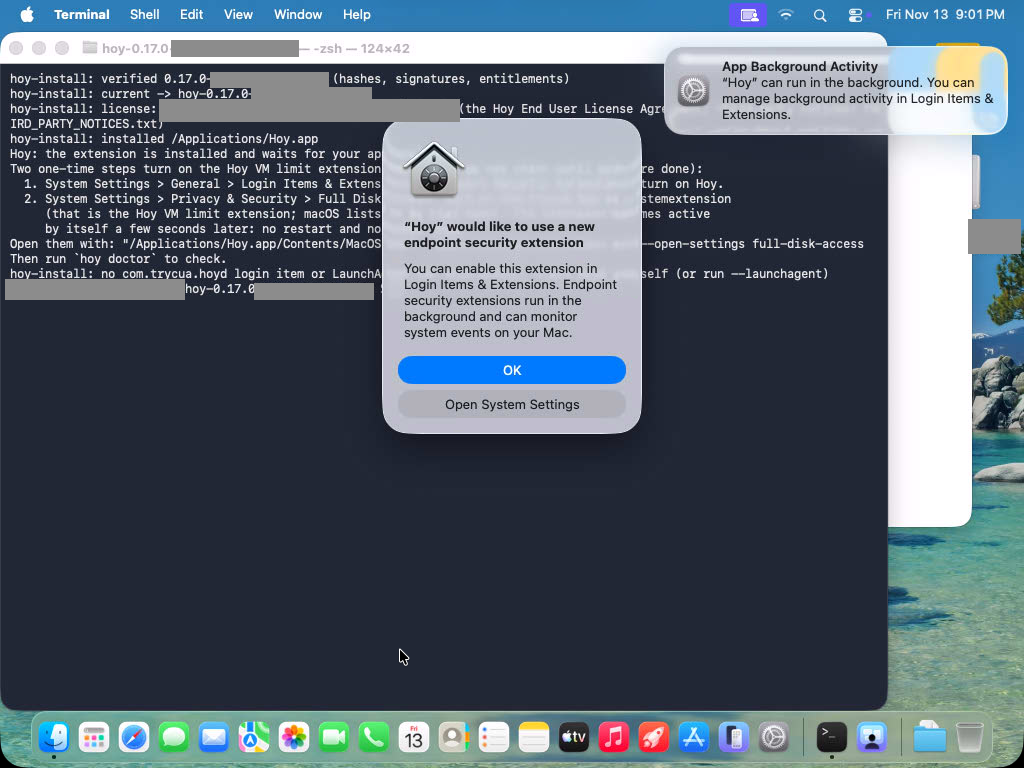 Terminal Shell Edit View Window Help Fri Nov 13 9:01 PM
hoy-0.17.0 — -zsh — 124×42
App Background Activity
“Hoy” can run in the background. You can
manage background activity in Login Items &
Extensions.
hoy-install: verified 0.17.0- (hashes, signatures, entitlements)
hoy-install: current -> hoy-0.17.0-
hoy-install: license: (the Hoy End User License
IRD_PARTY_NOTICES.txt)
hoy-install: installed /Applications/Hoy.app
Hoy: the extension is installed and waits for your
Two one-time steps turn on the Hoy VM limit extension done):
1. System Settings > General > Login Items & turn on Hoy.
2. System Settings > Privacy & Security > Full
(that is the Hoy VM limit extension; macOS lists active
by itself a few seconds later: no restart and
Open them with: "/Applications/Hoy.app/Contents/MacOS --open-settings full-disk-access
Then run `hoy doctor` to check.
hoy-install: no com.trycua.hoyd login item or (or run --launchagent)
hoy-0.17.0
“Hoy” would like to use a new
endpoint security extension
You can enable this extension in
Login Items & Extensions. Endpoint
security extensions run in the
background and can monitor
system events on your Mac.
OK
Open System Settings
Fri
13
tv
>_